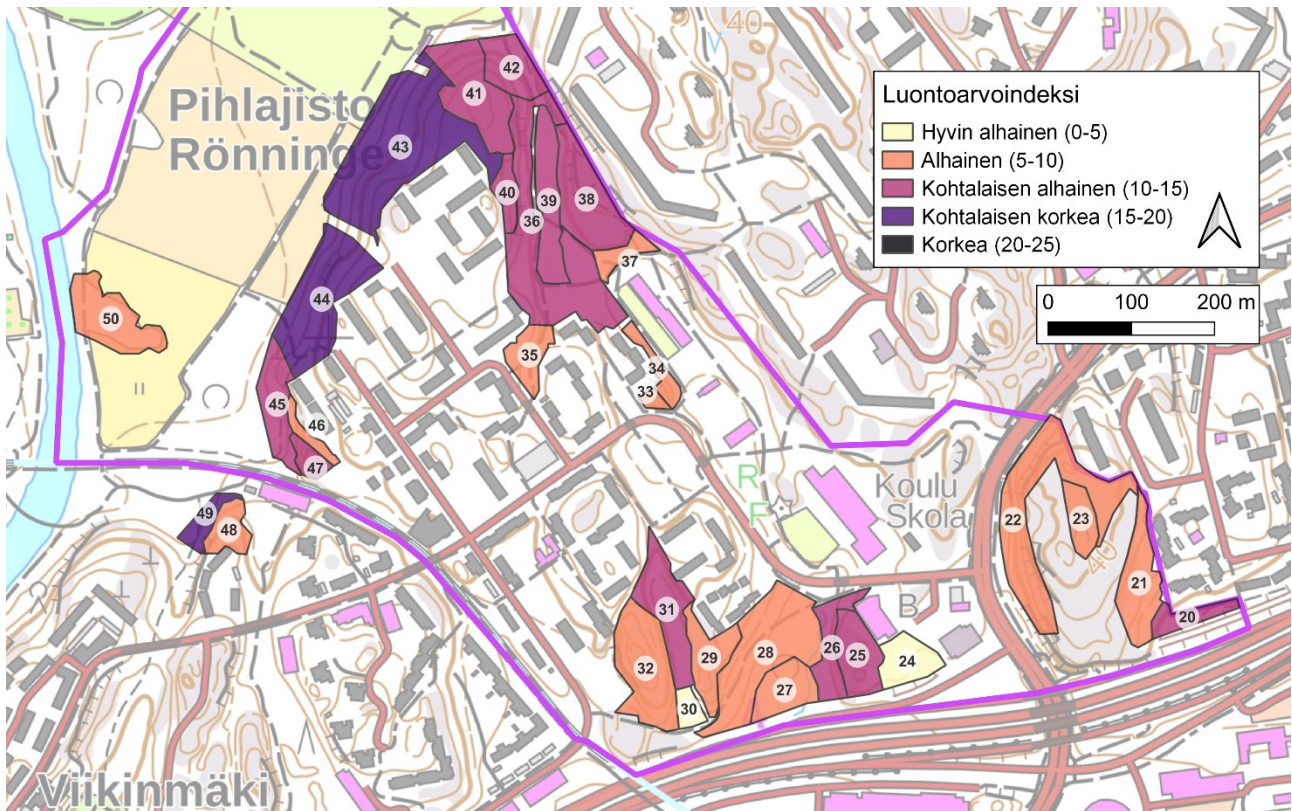 40
Pihlajisto
Rönninge
Luontoarvoindeksi
Hyvin alhainen (0-5)
Alhainen (5-10)
Kohtalaisen alhainen (10-15)
Kohtalaisen korkea (15-20)
Korkea (20-25)
0 100 200 m
42
41
43
40
39
38
36
37
44
50
35
34
33
45
46
47
Koulu
Skola
R
F
49
48
22
23
40
21
20
31
32
29
28
26
25
24
27
30
B
Viikinmäki